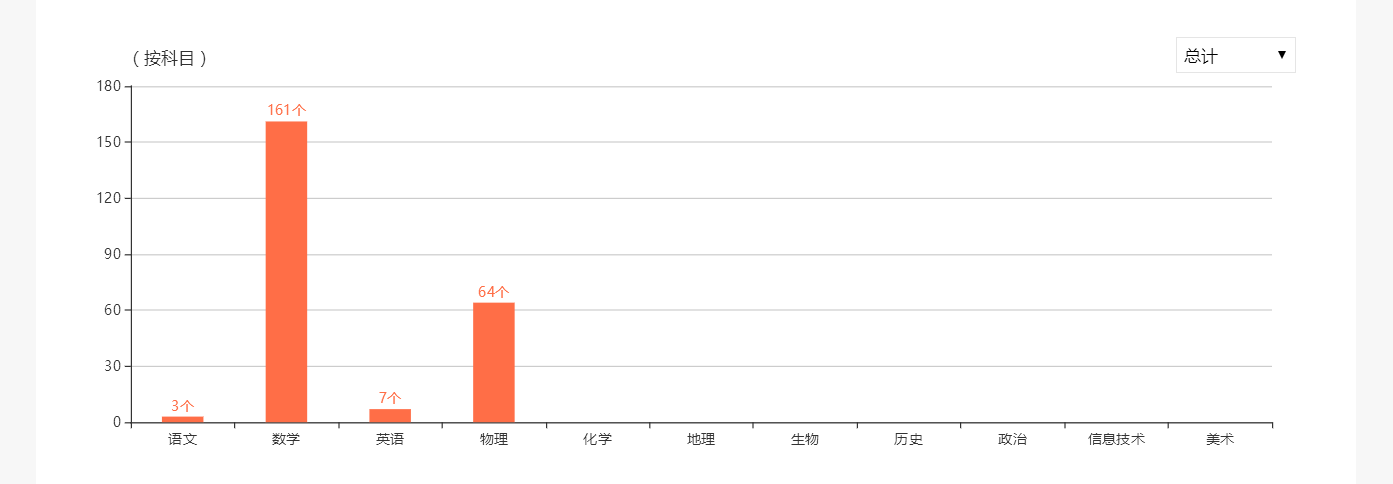 （按科目）
总计 ▼
180
161个
150
120
90
64个
60
30
7个
3个
0
语文 数学 英语 物理 化学 地理 生物 历史 政治 信息技术 美术